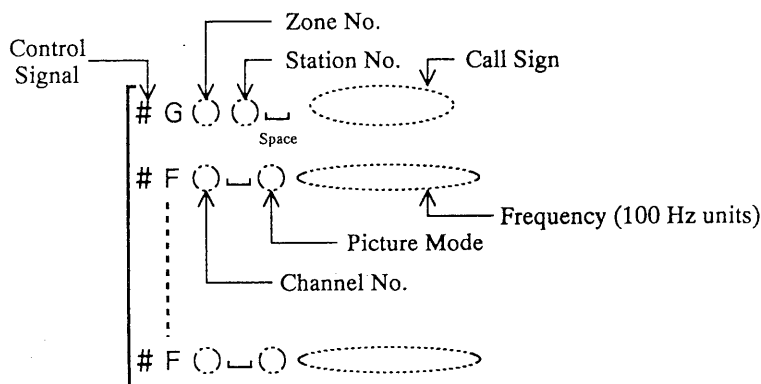 Zone No.
Control
Signal
Station No.
Call Sign
# G
Space
# F
Frequency (100 Hz units)
Picture Mode
Channel No.
# F